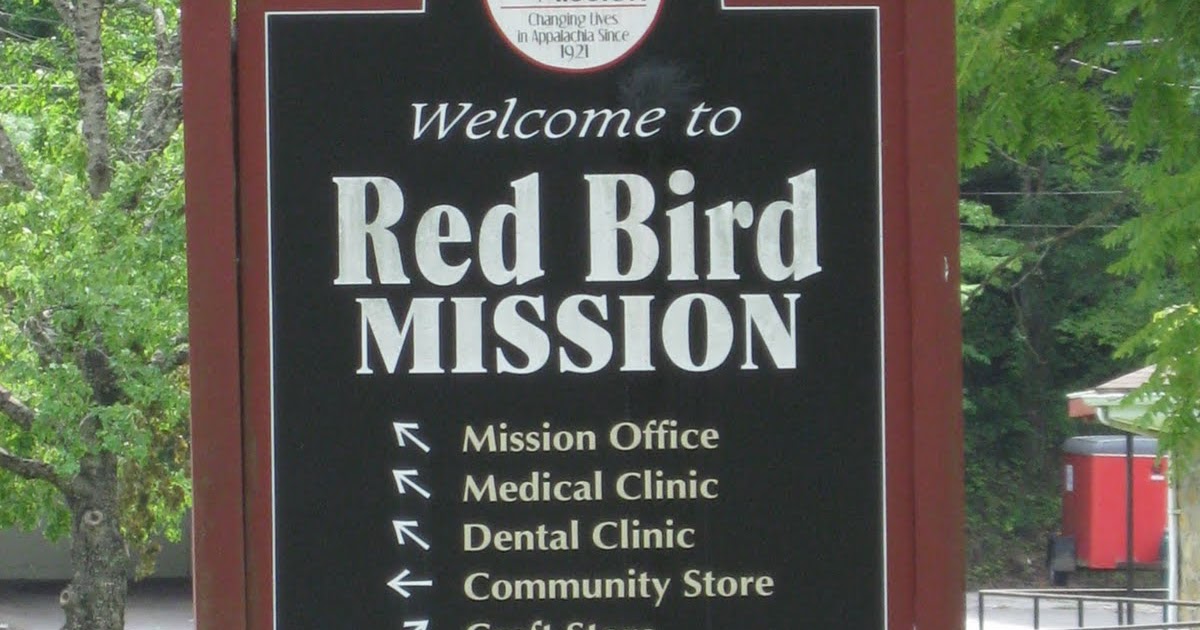 Changing Lives
in Appalachia Since
1921
Welcome to
Red Bird
MISSION
Mission Office
Medical Clinic
Dental Clinic
Community Store